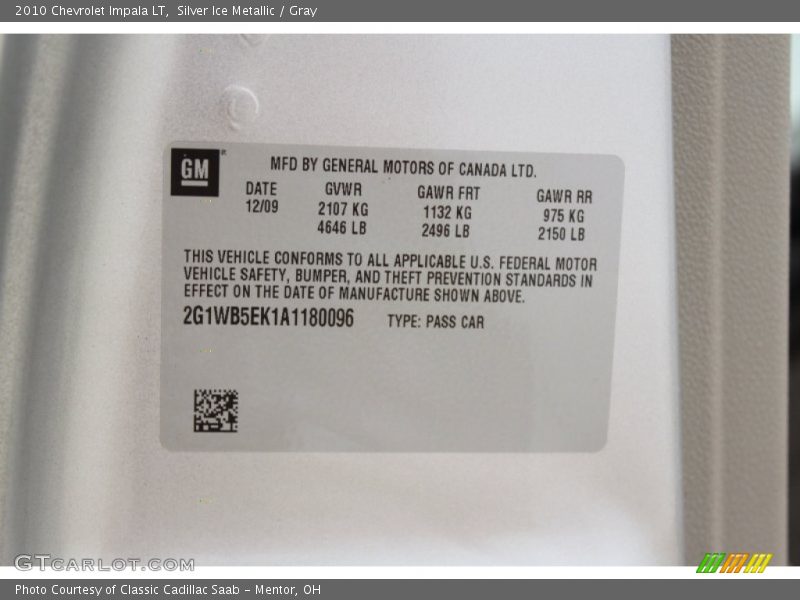 2010 Chevrolet Impala LT, Silver Ice Metallic / Gray
GM
MFD BY GENERAL MOTORS OF CANADA LTD.
DATE GVWR GAWR FRT GAWR RR
12/09 2107 KG 1132 KG 975 KG
4646 LB 2496 LB 2150 LB
THIS VEHICLE CONFORMS TO ALL APPLICABLE U.S. FEDERAL MOTOR
VEHICLE SAFETY, BUMPER, AND THEFT PREVENTION STANDARDS IN
EFFECT ON THE DATE OF MANUFACTURE SHOWN ABOVE.
2G1WB5EK1A1180096 TYPE: PASS CAR
GTCARLOT.COM
Photo Courtesy of Classic Cadillac Saab - Mentor, OH